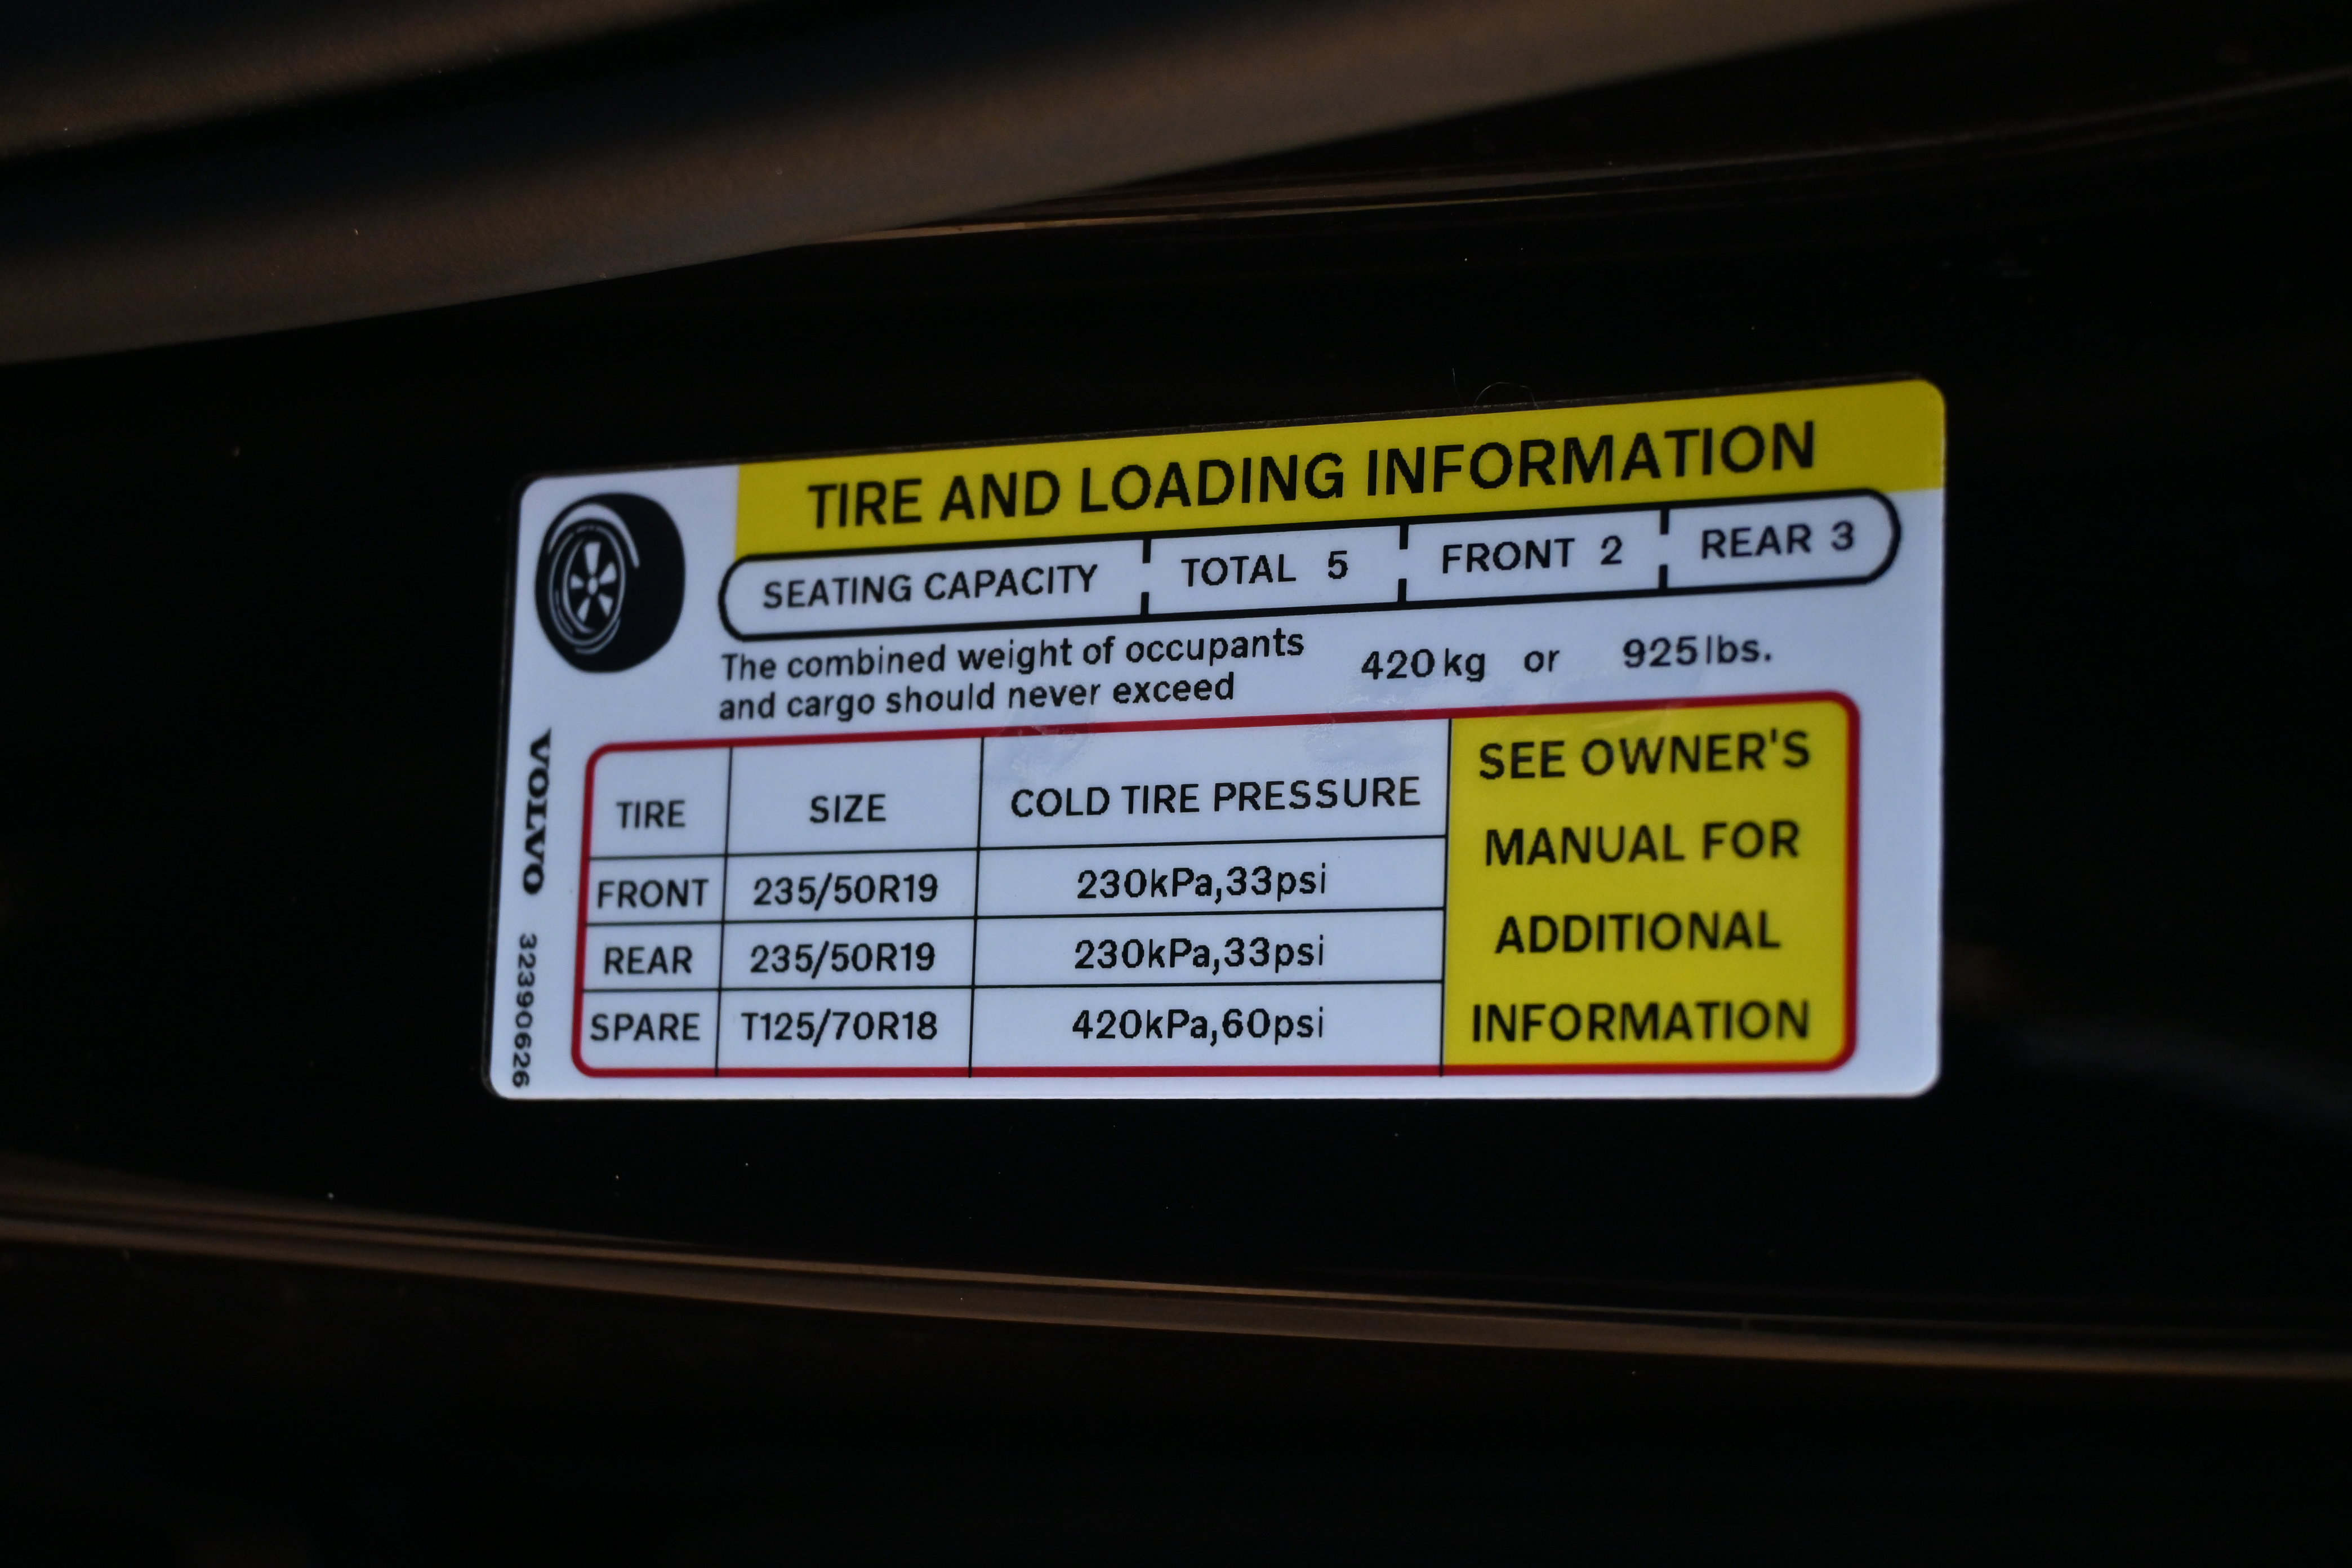 TIRE AND LOADING INFORMATION
SEATING CAPACITY TOTAL 5 FRONT 2 REAR 3
The combined weight of occupants
and cargo should never exceed 420kg or 925lbs.
TIRE SIZE COLD TIRE PRESSURE
FRONT 235/50R19 230kPa,33psi
REAR 235/50R19 230kPa,33psi
SPARE T125/70R18 420kPa,60psi
SEE OWNER'S
MANUAL FOR
ADDITIONAL
INFORMATION
VOLVO 32390626